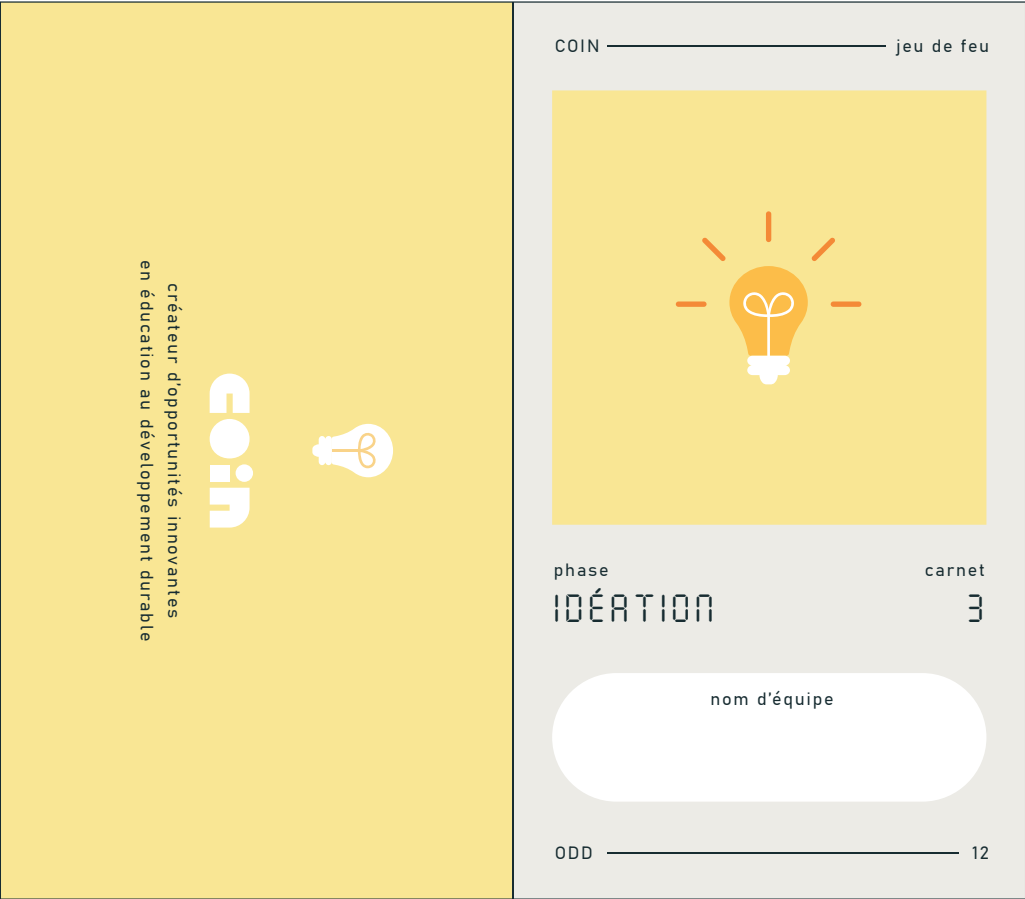 coin
créateur d'opportunités innovantes
en éducation au développement durable
COIN jeu de feu
phase carnet
IDÉATION 3
nom d'équipe
ODD 12